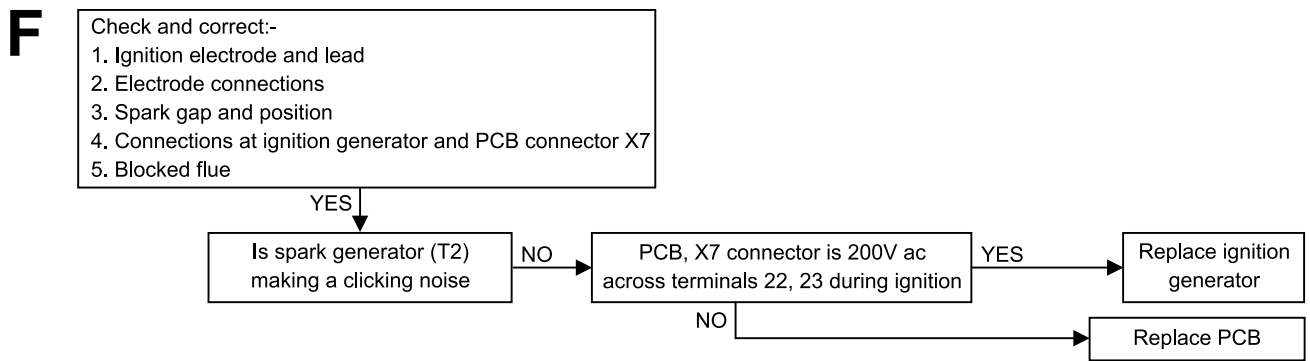 F
Check and correct:-
1. Ignition electrode and lead
2. Electrode connections
3. Spark gap and position
4. Connections at ignition generator and PCB connector X7
5. Blocked flue
YES
Is spark generator (T2)
making a clicking noise
NO
PCB, X7 connector is 200V ac
across terminals 22, 23 during ignition
YES
Replace ignition
generator
NO
Replace PCB